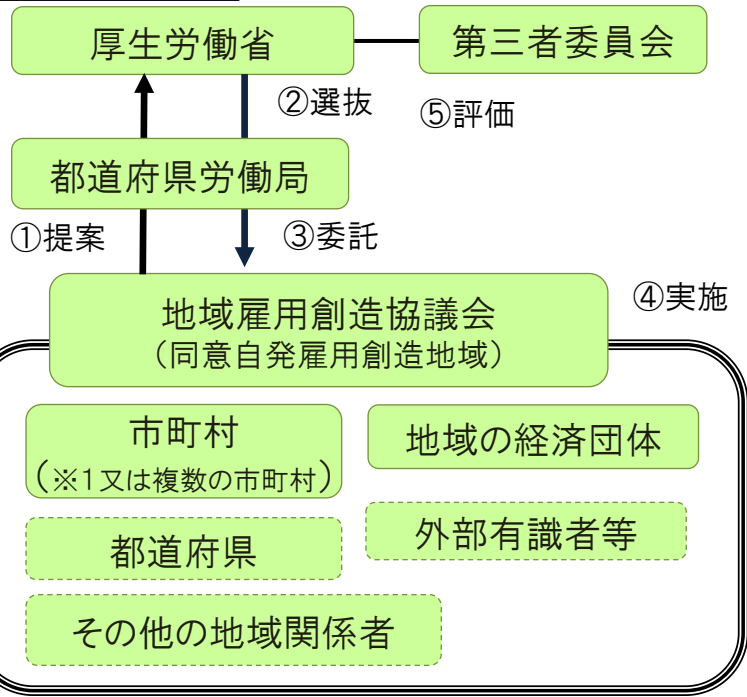 厚生労働省
第三者委員会
②選抜
⑤評価
都道府県労働局
①提案
③委託
地域雇用創造協議会
（同意自発雇用創造地域）
④実施
市町村
（※1又は複数の市町村）
地域の経済団体
都道府県
外部有識者等
その他の地域関係者